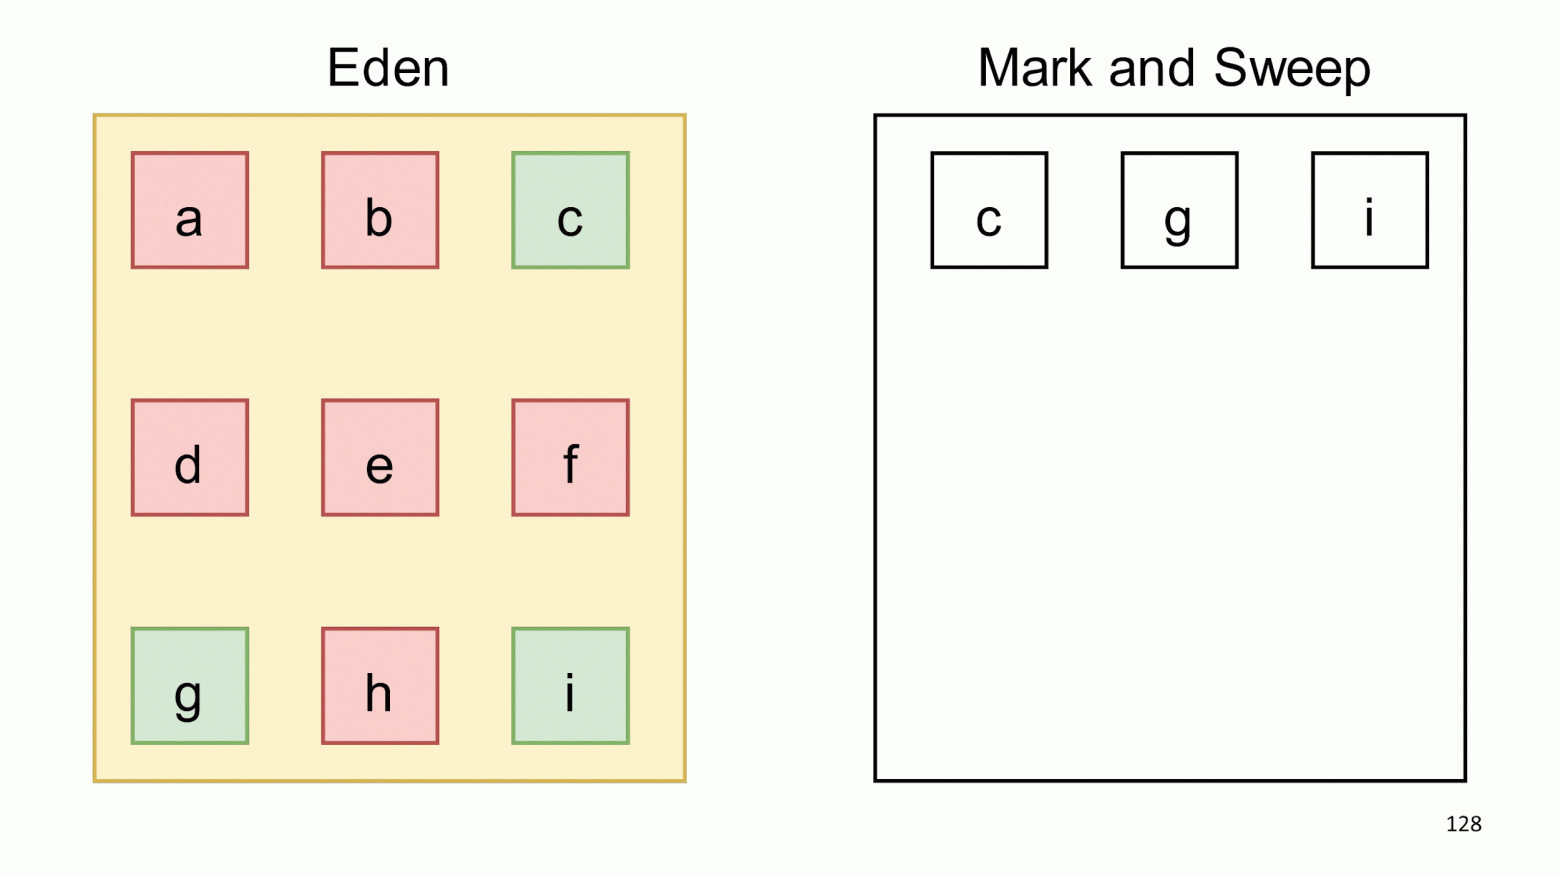 Eden
Mark and Sweep
a b c
d e f
g h i
c g i
128